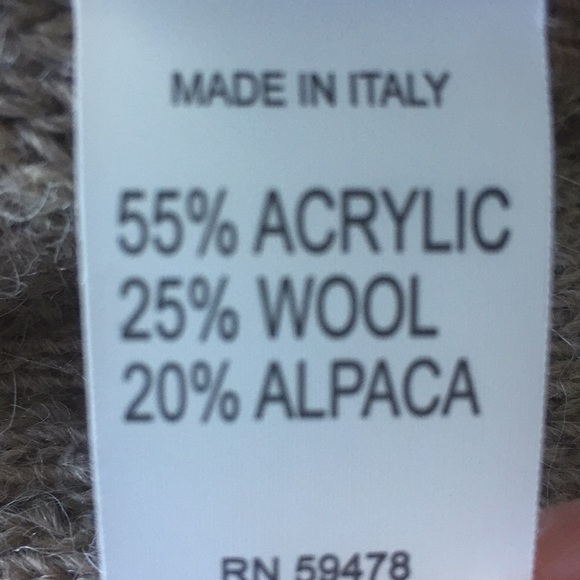 MADE IN ITALY
55% ACRYLIC
25% WOOL
20% ALPACA
RN 59478